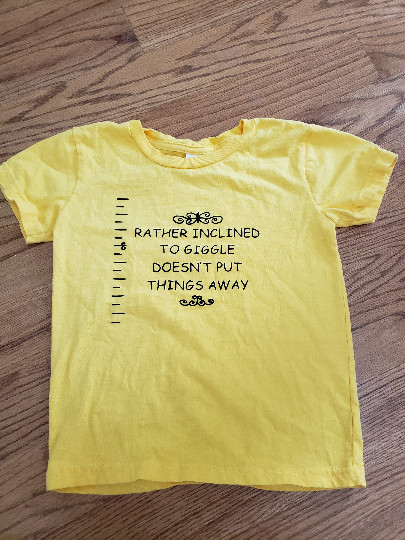 RATHER INCLINED
TO GIGGLE
DOESN'T PUT
THINGS AWAY